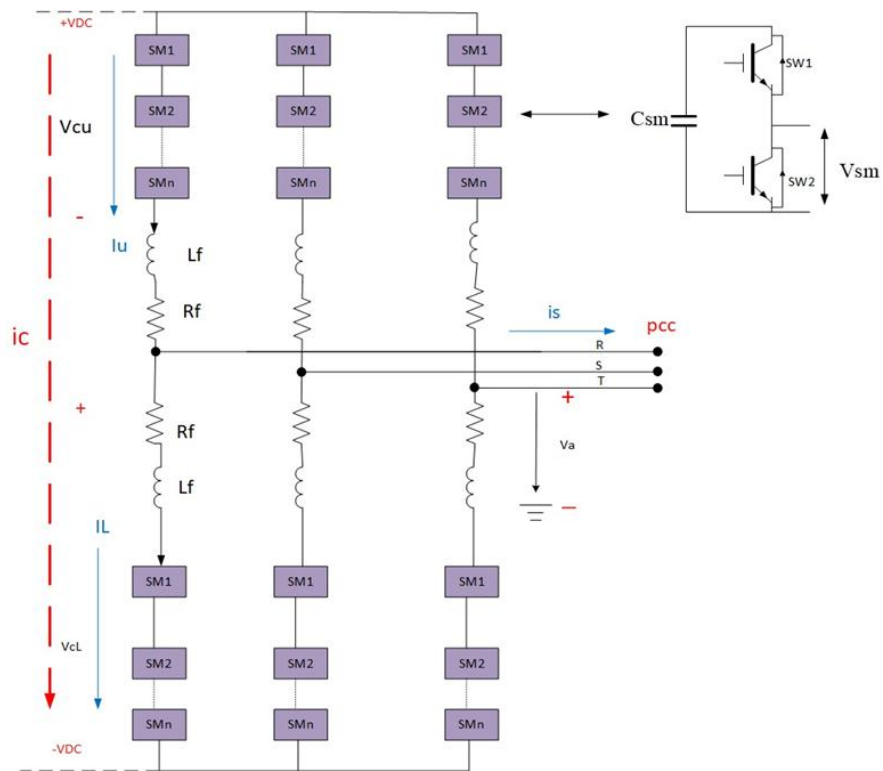 +VDC
SM1 SM1 SM1
SW1
Vcu
SM2 SM2 SM2
Csm
Vsm
SMn SMn SMn
SW2
-
Iu
Lf
Rf
is
ic
pcc
R
S
T
+
+
Rf
Va
Lf
-
IL
SM1 SM1 SM1
VcL
SM2 SM2 SM2
SMn SMn SMn
-VDC